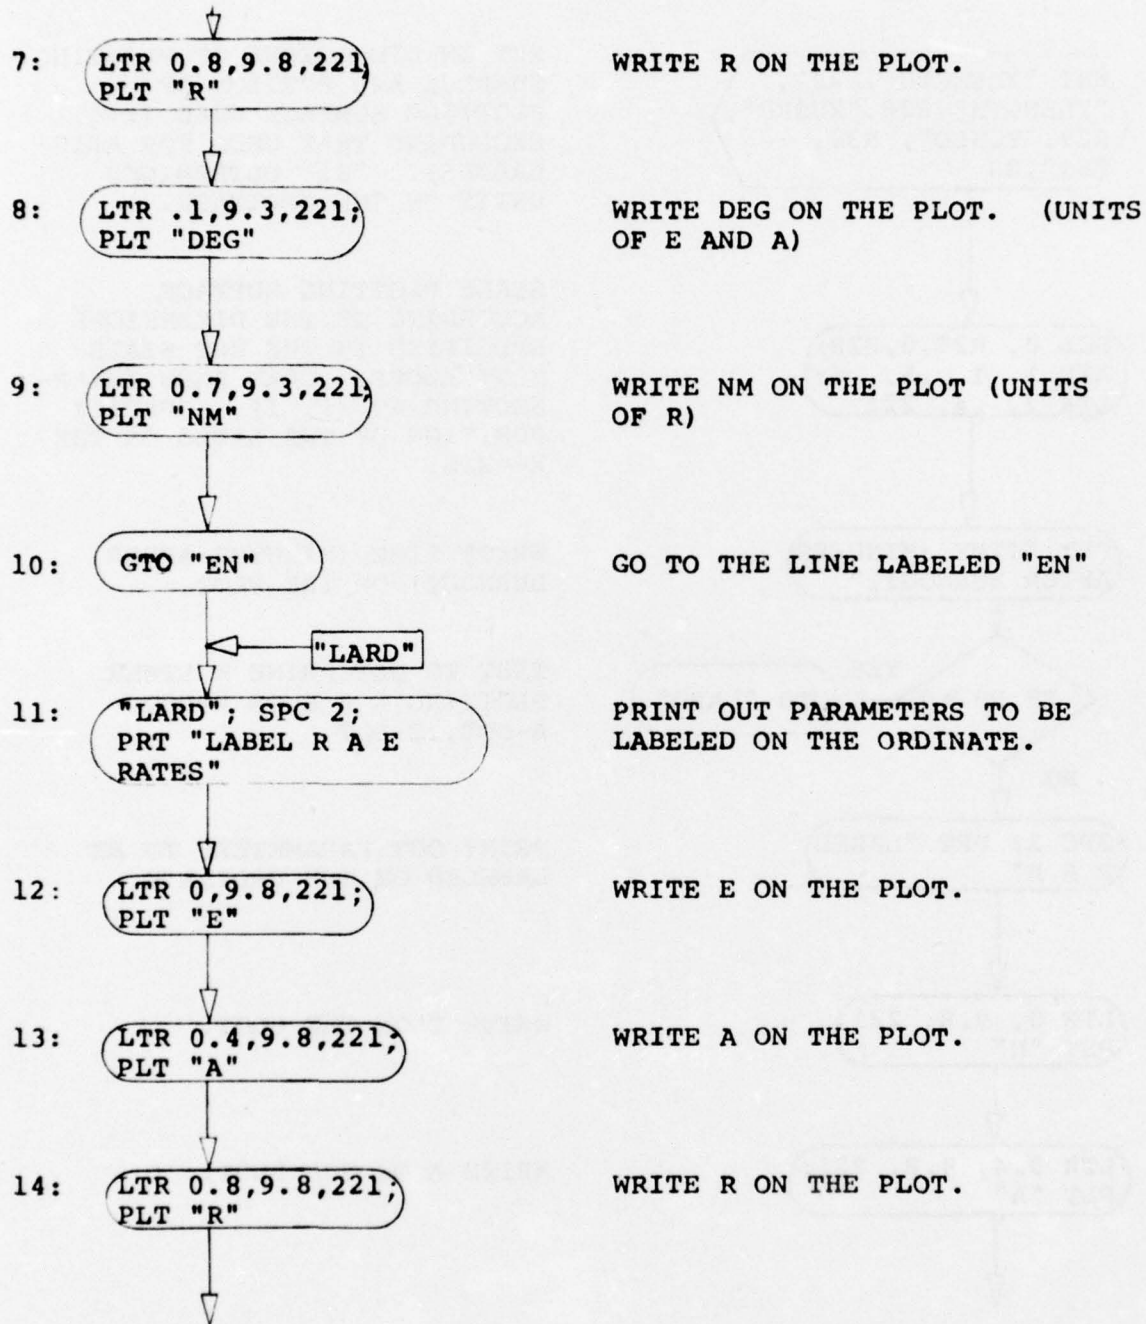 7: LTR 0.8,9.8,221; WRITE R ON THE PLOT.
PLT "R"
8: LTR .1,9.3,221; WRITE DEG ON THE PLOT. (UNITS
PLT "DEG" OF E AND A)
9: LTR 0.7,9.3,221; WRITE NM ON THE PLOT (UNITS
PLT "NM" OF R)
10: GTO "EN" GO TO THE LINE LABELED "EN"
"LARD"
11: "LARD"; SPC 2; PRINT OUT PARAMETERS TO BE
PRT "LABEL R A E LABELED ON THE ORDINATE.
RATES"
12: LTR 0,9.8,221; WRITE E ON THE PLOT.
PLT "E"
13: LTR 0.4,9.8,221; WRITE A ON THE PLOT.
PLT "A"
14: LTR 0.8,9.8,221; WRITE R ON THE PLOT.
PLT "R"